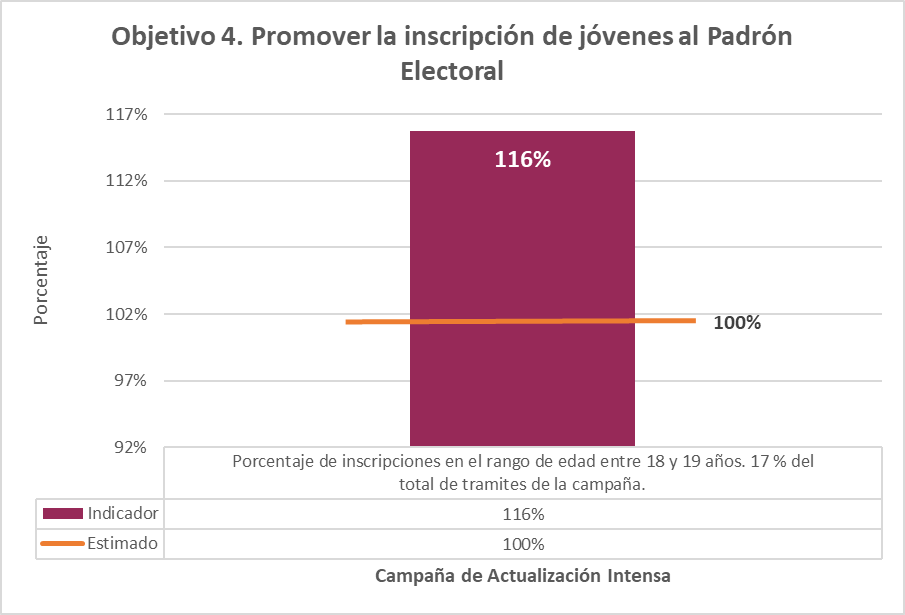 Objetivo 4. Promover la inscripción de jóvenes al Padrón
Electoral
117%
112%
107%
102%
97%
92%
Porcentaje
116%
100%
Porcentaje de inscripciones en el rango de edad entre 18 y 19 años. 17 % del
total de tramites de la campaña.
Indicador 116%
Estimado 100%
Campaña de Actualización Intensa